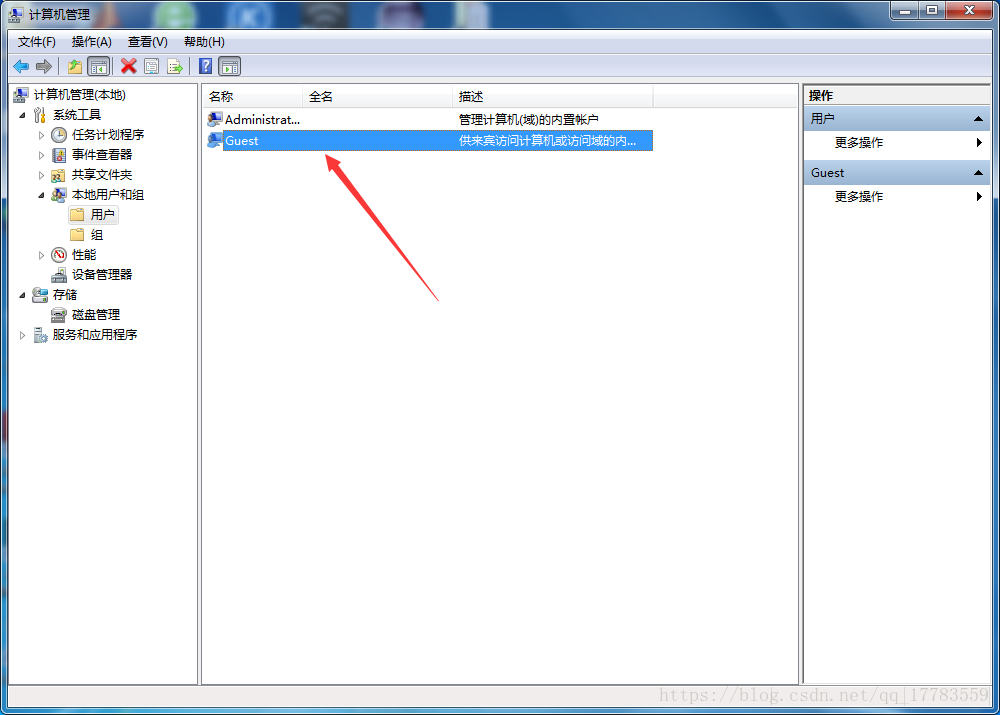 计算机管理
文件(F) 操作(A) 查看(V) 帮助(H)
计算机管理(本地)
系统工具
任务计划程序
事件查看器
共享文件夹
本地用户和组
用户
组
性能
设备管理器
存储
磁盘管理
服务和应用程序
名称 全名 描述
Administrat... 管理计算机(域)的内置帐户
Guest 供来宾访问计算机或访问域的内...
操作
用户
更多操作
Guest
更多操作
https://blog.csdn.net/qq_17783559